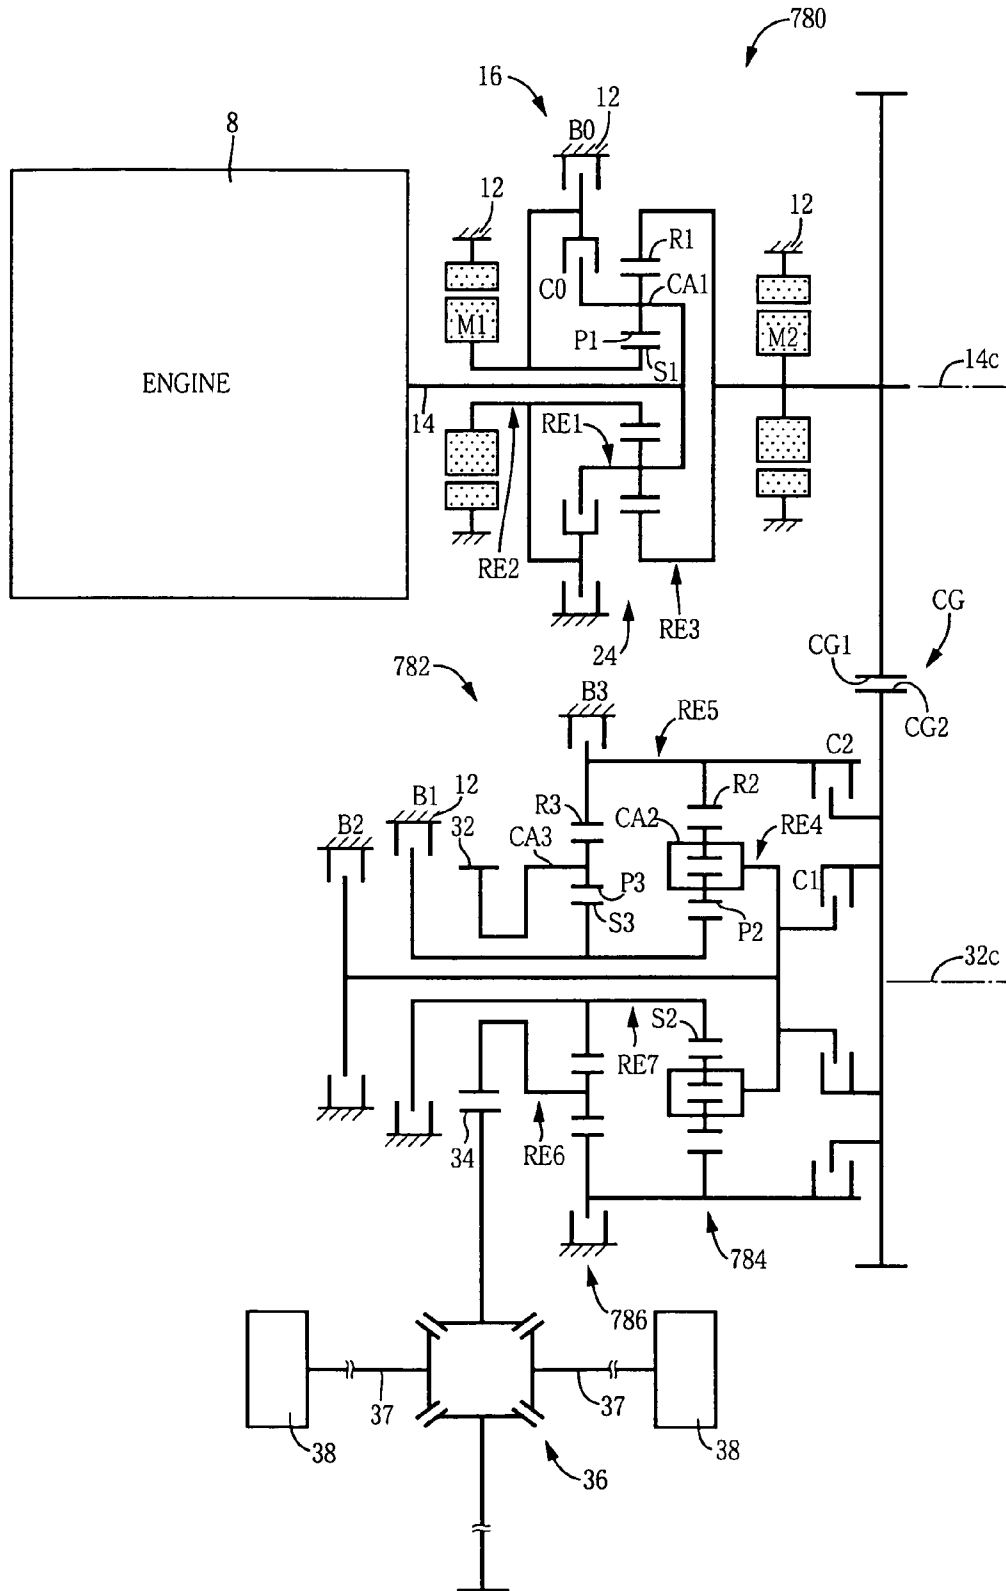 780
16
12
B0
8
12
12
R1
C0
CA1
M1
P1
M2
S1
ENGINE
14c
14
RE1
RE2
RE3
CG
24
CG1
782
B3
RE5
CG2
C2
12
B1
R3
R2
B2
32
CA3
CA2
RE4
P3
C1
S3
P2
32c
S2
RE7
34
RE6
784
786
37
37
38
38
36